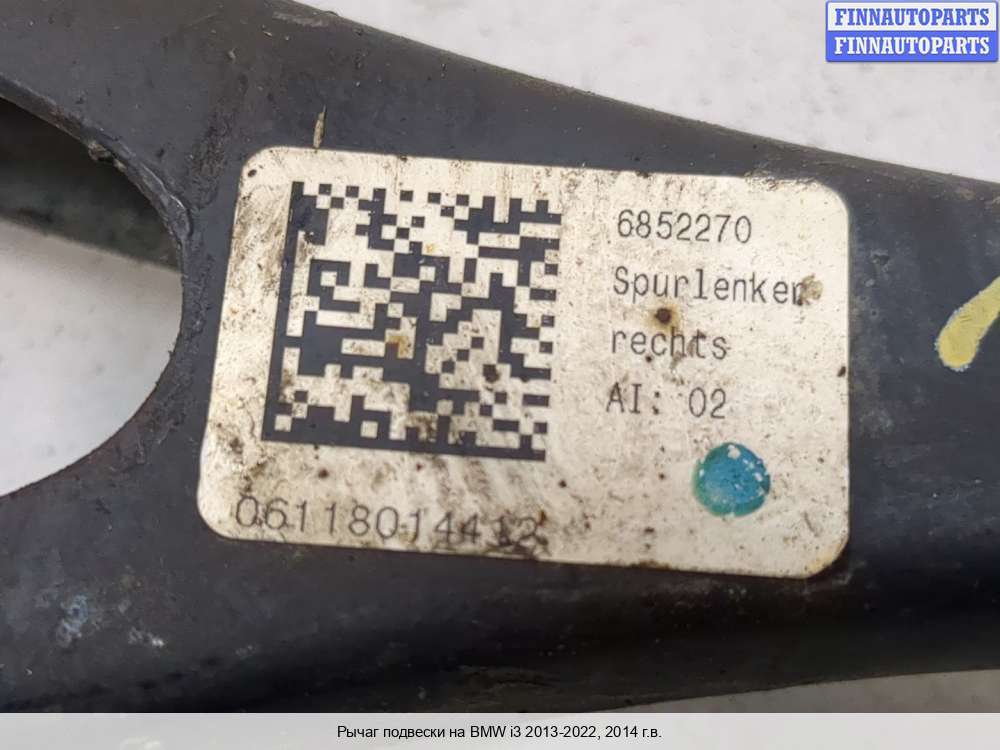 FINNAUTOPARTS
FINNAUTOPARTS
6852270
Spurlenker
rechts
AI: 02
06118014412
Рычаг подвески на BMW i3 2013-2022, 2014 г.в.